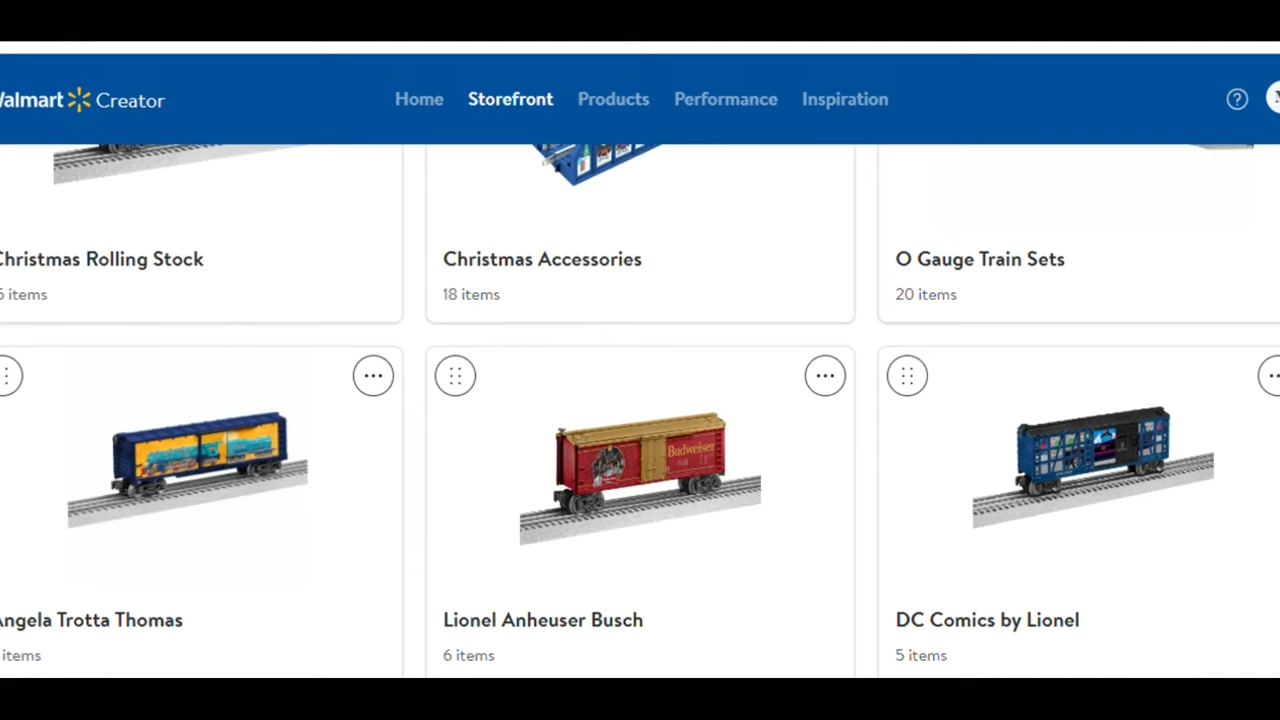 Walmart Creator
Home Storefront Products Performance Inspiration ?
Christmas Rolling Stock
Christmas Accessories
18 items
O Gauge Train Sets
20 items
Budweiser
Angela Trotta Thomas
items
Lionel Anheuser Busch
6 items
DC Comics by Lionel
5 items